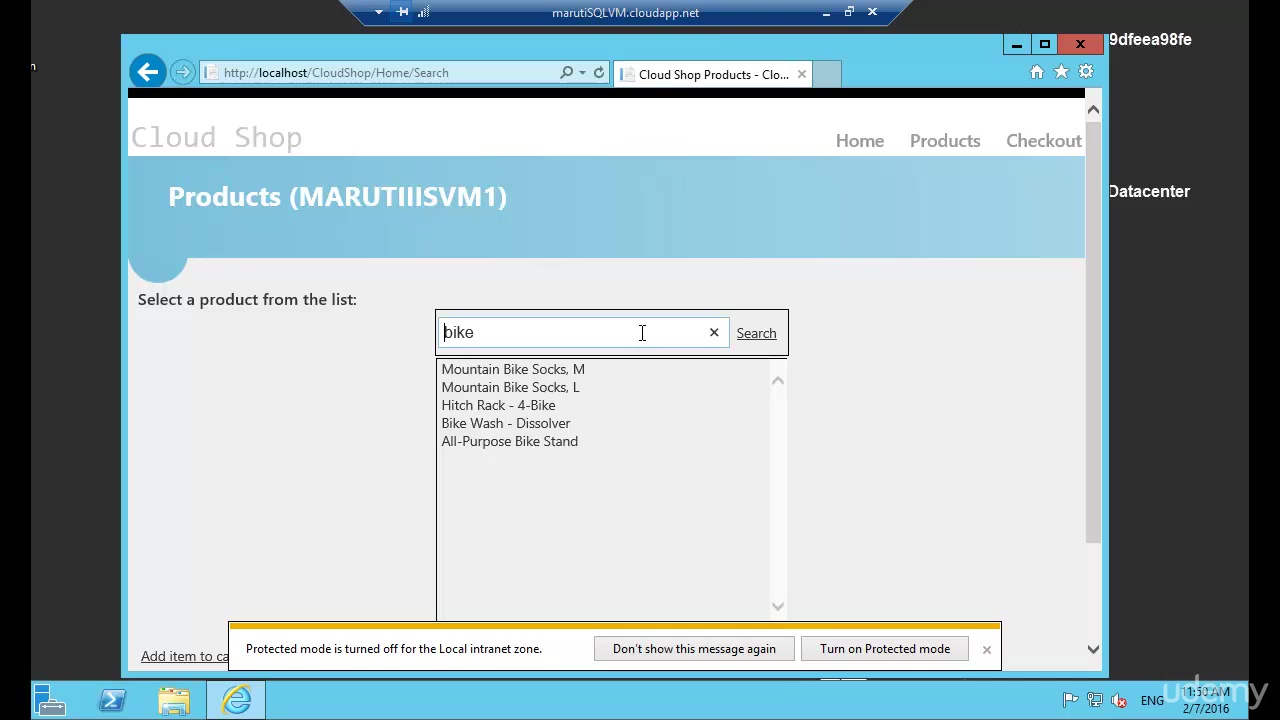 marutiSQLVM.cloudapp.net
9dfeea98fe
n
http://localhost/CloudShop/Home/Search
Cloud Shop Products - Clo...
Cloud Shop
Home Products Checkout
Datacenter
Products (MARUTIIISVM1)
Select a product from the list:
bike
Search
Mountain Bike Socks, M
Mountain Bike Socks, L
Hitch Rack - 4-Bike
Bike Wash - Dissolver
All-Purpose Bike Stand
Add item to ca
Protected mode is turned off for the Local intranet zone.
Don't show this message again
Turn on Protected mode
ENG
11:50 AM
2/7/2016
udemy